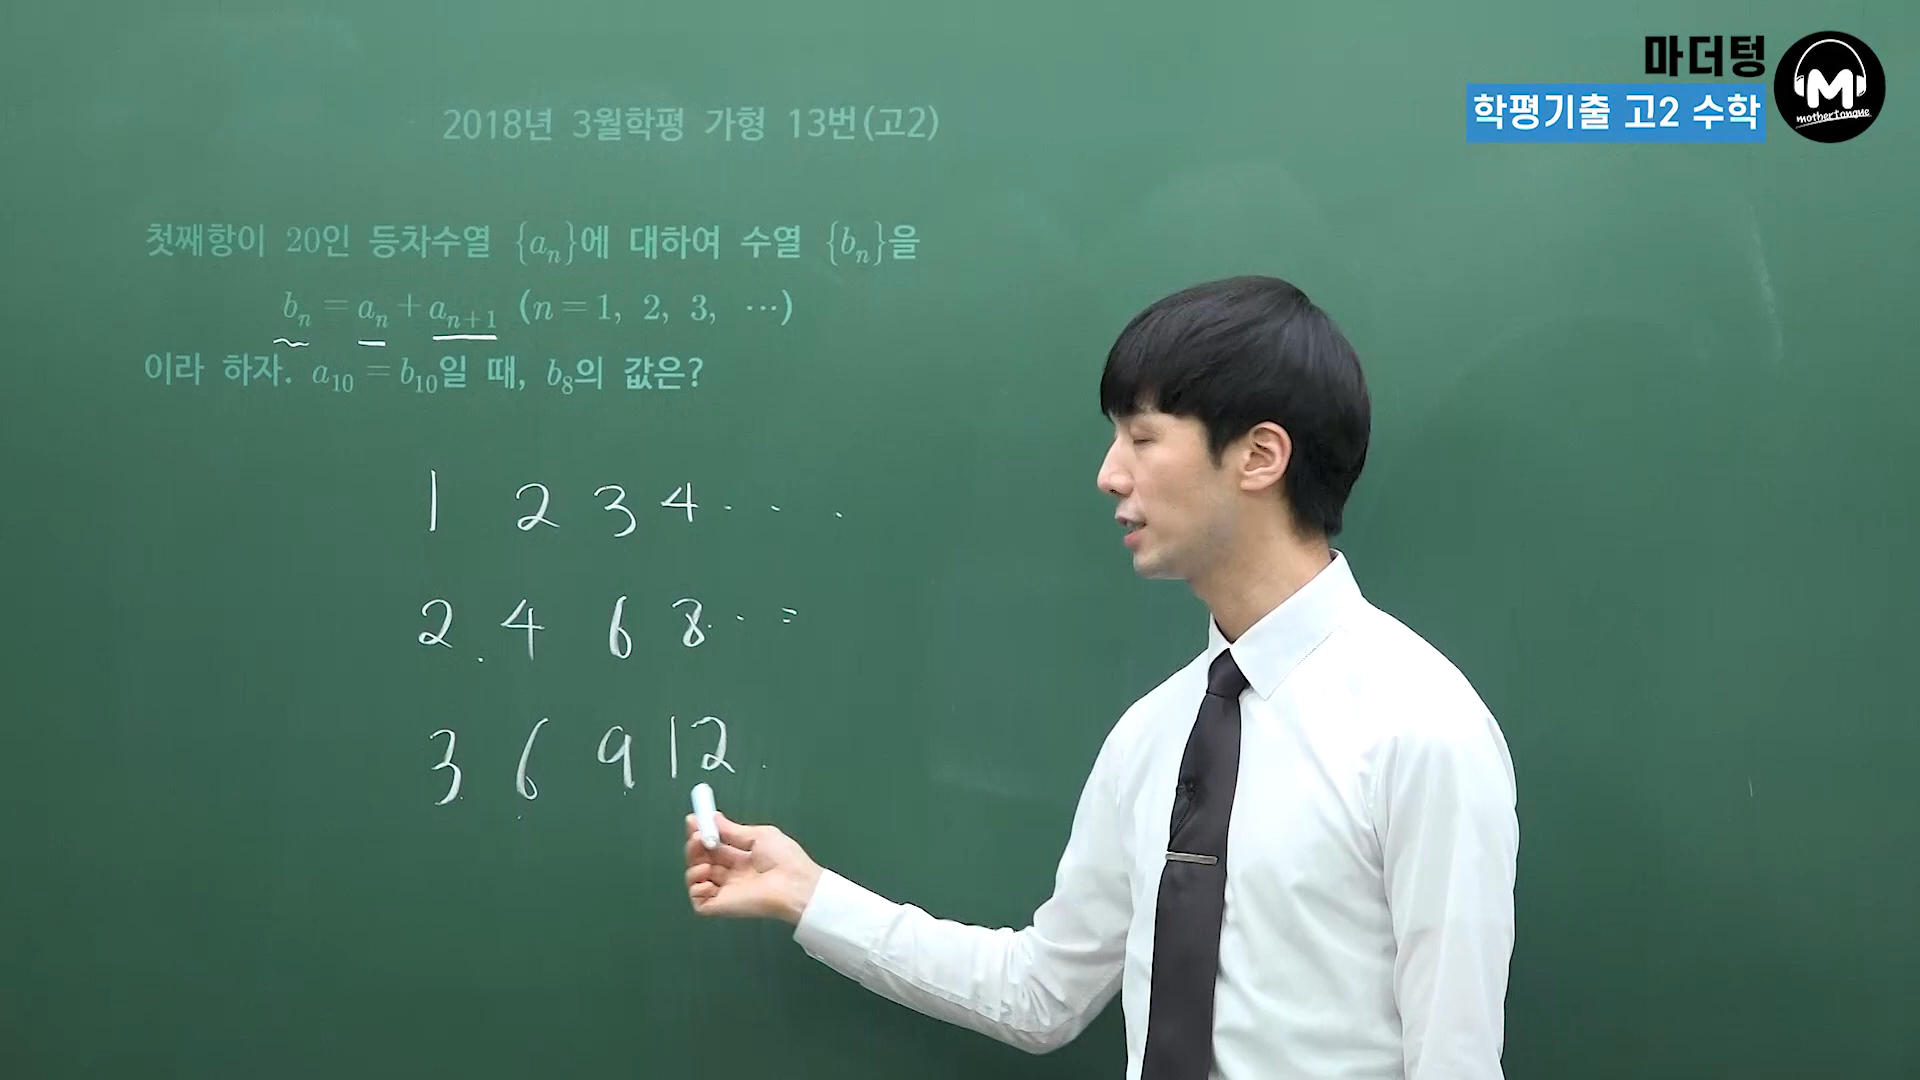 마더텅
학평기출 고2 수학
M
mothertongue
2018년 3월학평 가형 13번(고2)
첫째항이 20인 등차수열 {aₙ}에 대하여 수열 {bₙ}을
bₙ = aₙ + aₙ₊₁ (n = 1, 2, 3, ⋯)
이라 하자. a₁₀ = b₁₀일 때, b₈의 값은?
1 2 3 4 . . .
2 . 4 6 8 . . .
3 6 9 12 .